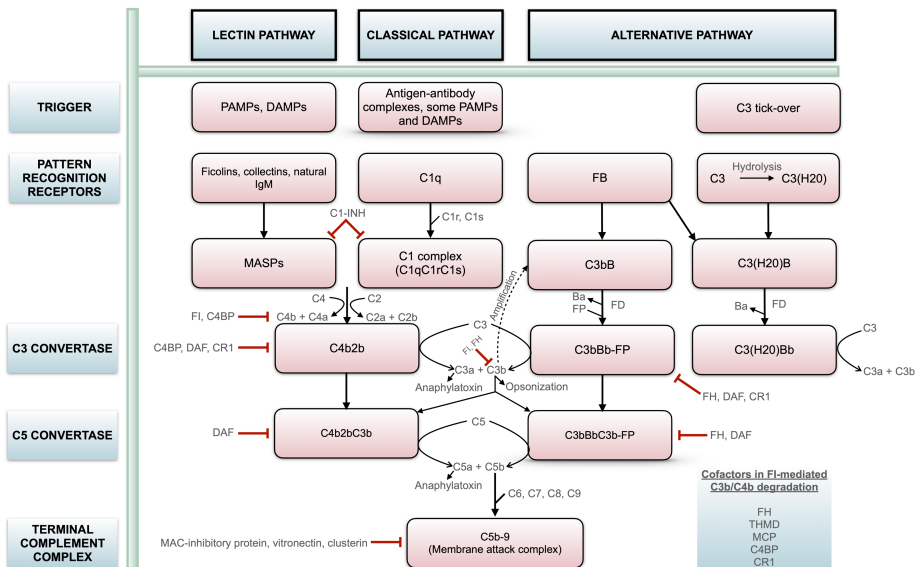 LECTIN PATHWAY
CLASSICAL PATHWAY
ALTERNATIVE PATHWAY
TRIGGER
PAMPs, DAMPs
Antigen-antibody
complexes, some PAMPs
and DAMPs
C3 tick-over
PATTERN
RECOGNITION
RECEPTORS
Ficolins, collectins, natural
IgM
C1q
FB
C3
Hydrolysis
C3(H20)
C1-INH
C1r, C1s
MASPs
C1 complex
(C1qC1rC1s)
C3bB
C3(H20)B
C4
C2
Amplification
Ba
FP
FD
Ba
FD
FI, C4BP
C4b + C4a
C2a + C2b
C3
C3
C3 CONVERTASE
C4BP, DAF, CR1
C4b2b
FI, FH
C3bBb-FP
C3(H20)Bb
C3a + C3b
C3a + C3b
Anaphylatoxin
Opsonization
FH, DAF, CR1
C5 CONVERTASE
DAF
C4b2bC3b
C5
C3bBbC3b-FP
FH, DAF
C5a + C5b
Anaphylatoxin
C6, C7, C8, C9
Cofactors in FI-mediated
C3b/C4b degradation
FH
THMD
MCP
C4BP
CR1
TERMINAL
COMPLEMENT
COMPLEX
MAC-inhibitory protein, vitronectin, clusterin
C5b-9
(Membrane attack complex)